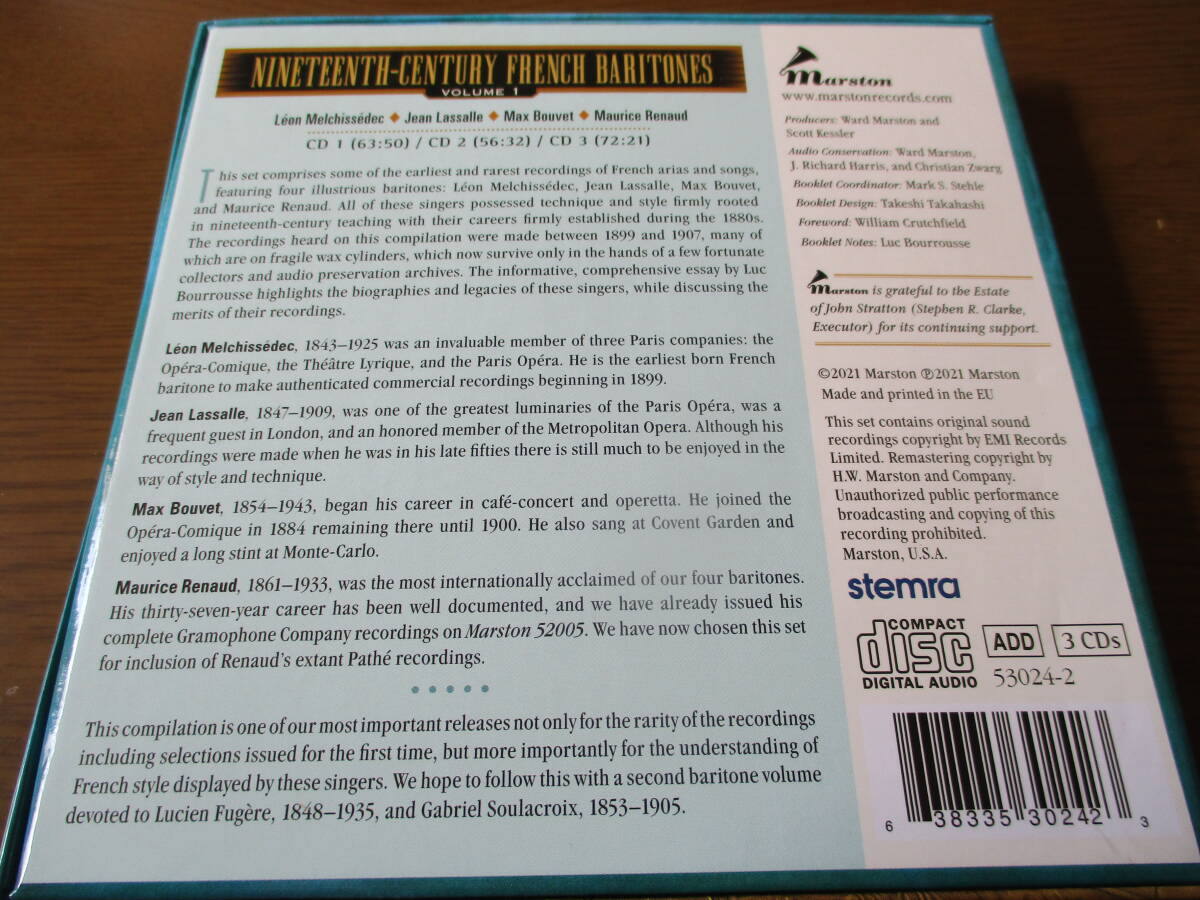 NINETEENTH-CENTURY FRENCH BARITONES
VOLUME 1
Léon Melchissédec ◆ Jean Lassalle ◆ Max Bouvet ◆ Maurice Renaud
CD 1 (63:50) / CD 2 (56:32) / CD 3 (72:21)
This set comprises some of the earliest and rarest recordings of French arias and songs,
featuring four illustrious baritones: Léon Melchissédec, Jean Lassalle, Max Bouvet,
and Maurice Renaud. All of these singers possessed technique and style firmly rooted
in nineteenth-century teaching with their careers firmly established during the 1880s.
The recordings heard on this compilation were made between 1899 and 1907, many of
which are on fragile wax cylinders, which now survive only in the hands of a few fortunate
collectors and audio preservation archives. The informative, comprehensive essay by Luc
Bourrousse highlights the biographies and legacies of these singers, while discussing the
merits of their recordings.
Léon Melchissédec, 1843–1925 was an invaluable member of three Paris companies: the
Opéra-Comique, the Théâtre Lyrique, and the Paris Opéra. He is the earliest born French
baritone to make authenticated commercial recordings beginning in 1899.
Jean Lassalle, 1847–1909, was one of the greatest luminaries of the Paris Opéra, was a
frequent guest in London, and an honored member of the Metropolitan Opera. Although his
recordings were made when he was in his late fifties there is still much to be enjoyed in the
way of style and technique.
Max Bouvet, 1854–1943, began his career in café-concert and operetta. He joined the
Opéra-Comique in 1884 remaining there until 1900. He also sang at Covent Garden and
enjoyed a long stint at Monte-Carlo.
Maurice Renaud, 1861–1933, was the most internationally acclaimed of our four baritones.
His thirty-seven-year career has been well documented, and we have already issued his
complete Gramophone Company recordings on Marston 52005. We have now chosen this set
for inclusion of Renaud's extant Pathé recordings.
This compilation is one of our most important releases not only for the rarity of the recordings
including selections issued for the first time, but more importantly for the understanding of
French style displayed by these singers. We hope to follow this with a second baritone volume
devoted to Lucien Fugère, 1848–1935, and Gabriel Soulacroix, 1853–1905.
Marston
www.marstonrecords.com
Producers: Ward Marston and
Scott Kessler
Audio Conservation: Ward Marston,
J. Richard Harris, and Christian Zwarg
Booklet Coordinator: Mark S. Stehle
Booklet Design: Takeshi Takahashi
Foreword: William Crutchfield
Booklet Notes: Luc Bourrousse
Marston is grateful to the Estate
of John Stratton (Stephen R. Clarke,
Executor) for its continuing support.
©2021 Marston ℗2021 Marston
Made and printed in the EU
This set contains original sound
recordings copyright by EMI Records
Limited. Remastering copyright by
H.W. Marston and Company.
Unauthorized public performance
broadcasting and copying of this
recording prohibited.
Marston, U.S.A.
stemra
COMPACT
disc
DIGITAL AUDIO
ADD
3 CDs
53024-2
6 38335 30242 3